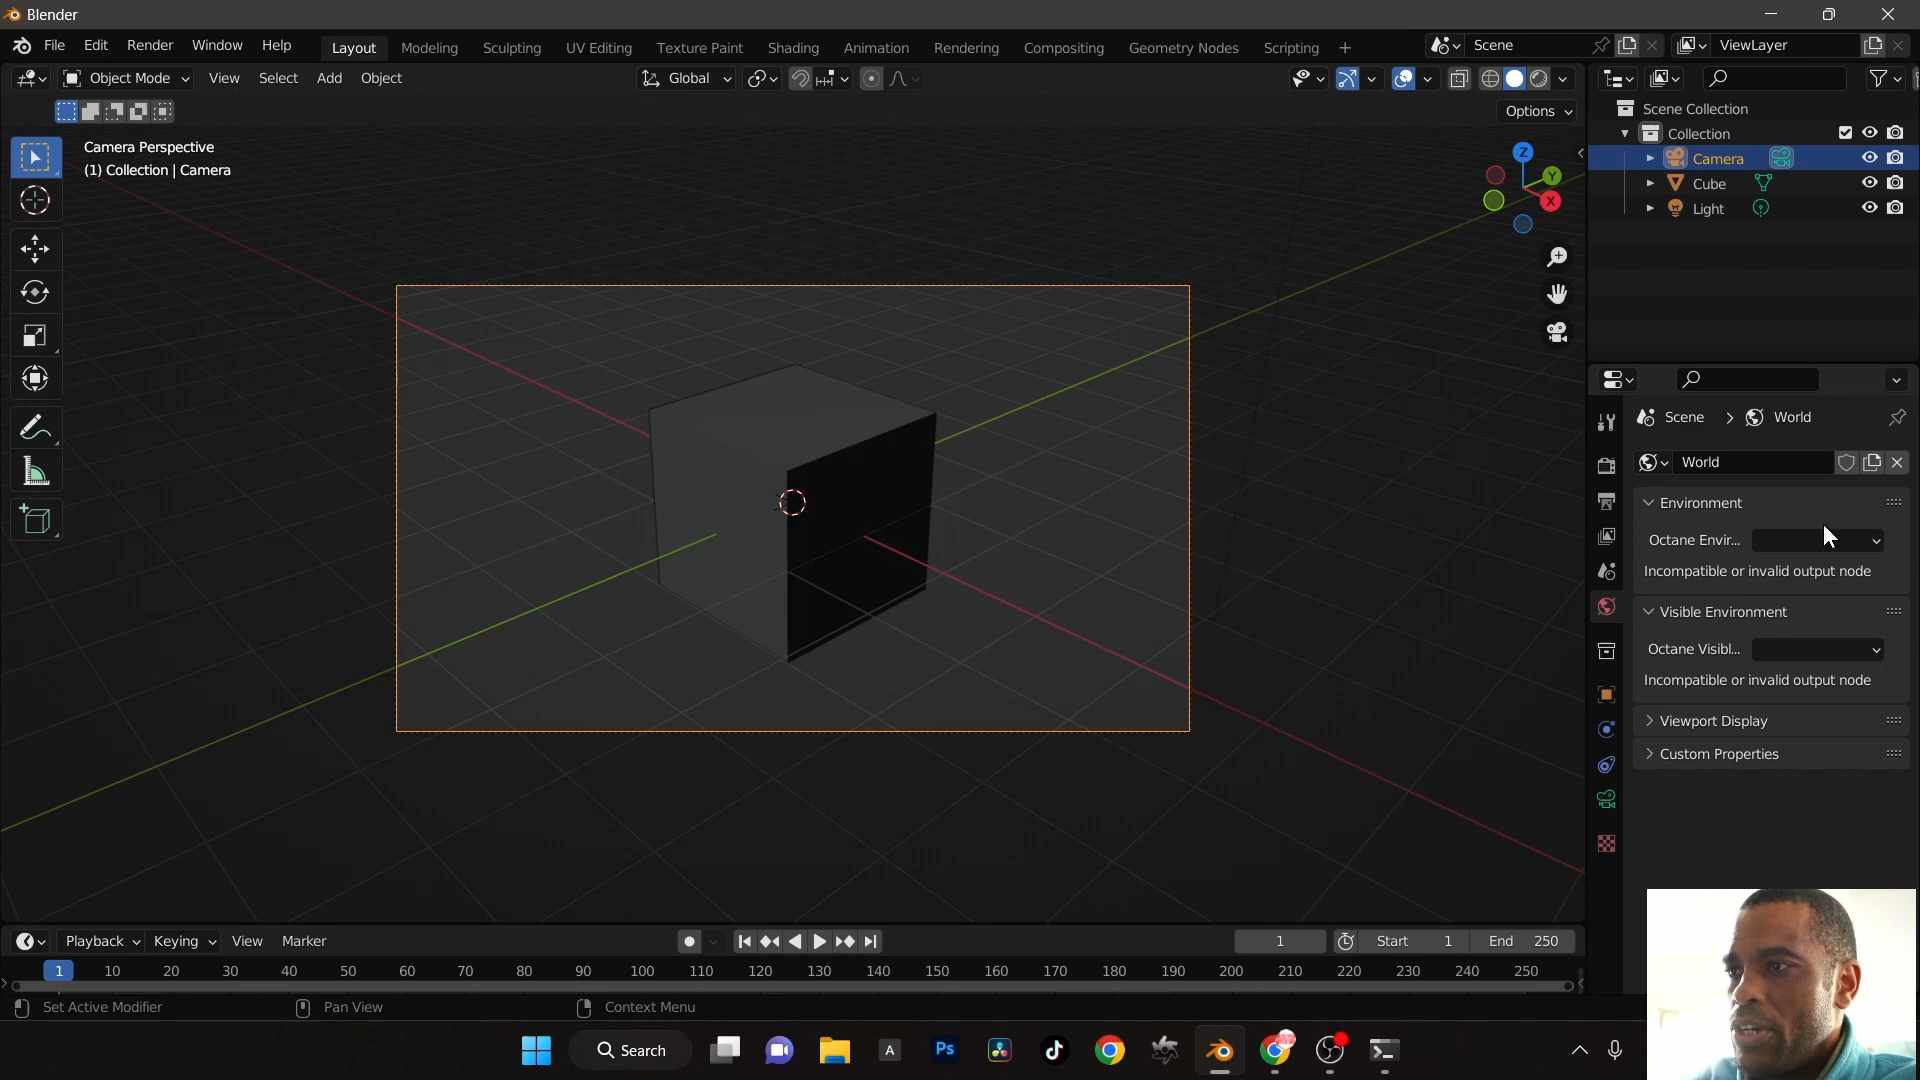 Blender
File Edit Render Window Help Layout Modeling Sculpting UV Editing Texture Paint Shading Animation Rendering Compositing Geometry Nodes Scripting + Scene ViewLayer
Object Mode View Select Add Object Global
Options
Camera Perspective
(1) Collection | Camera
Z
Y
X
Scene Collection
Collection
Camera
Cube
Light
Scene > World
World
Environment
Octane Envir...
Incompatible or invalid output node
Visible Environment
Octane Visibl...
Incompatible or invalid output node
Viewport Display
Custom Properties
Playback Keying View Marker 1 Start 1 End 250
1 10 20 30 40 50 60 70 80 90 100 110 120 130 140 150 160 170 180 190 200 210 220 230 240 250
Set Active Modifier Pan View Context Menu
Search A Ps